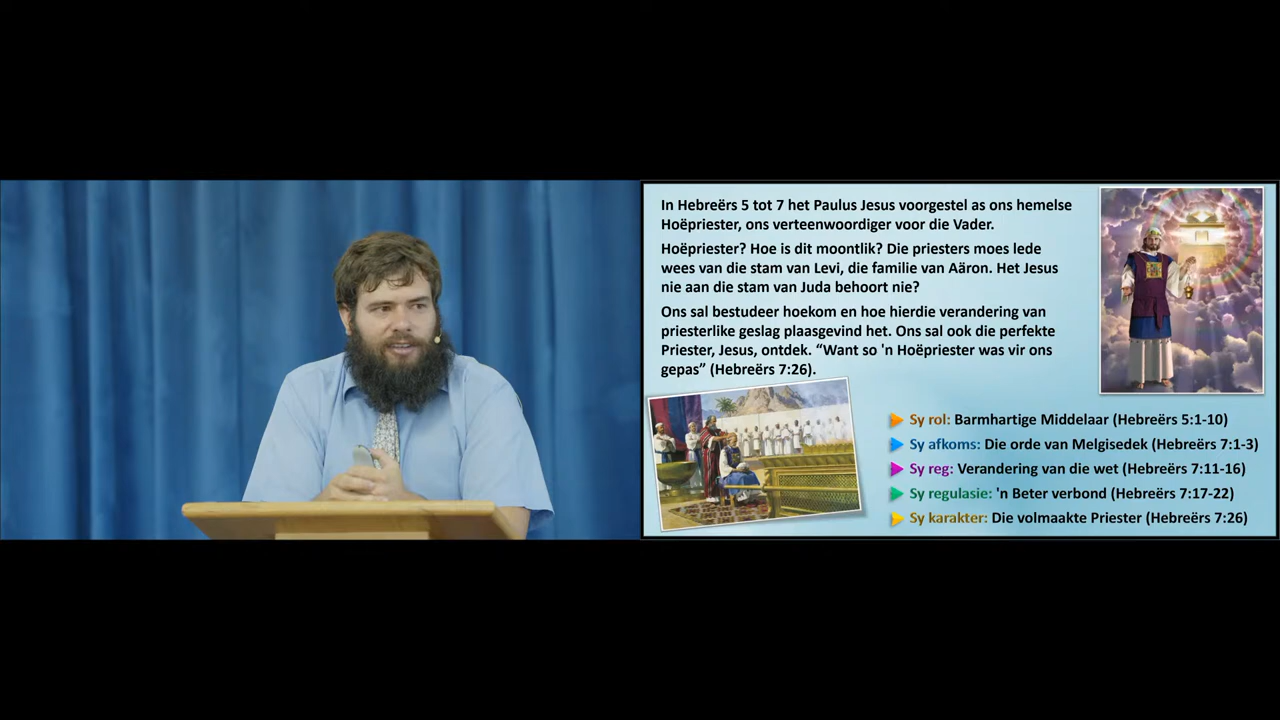 In Hebreërs 5 tot 7 het Paulus Jesus voorgestel as ons hemelse
Hoëpriester, ons verteenwoordiger voor die Vader.
Hoëpriester? Hoe is dit moontlik? Die priesters moes lede
wees van die stam van Levi, die familie van Aäron. Het Jesus
nie aan die stam van Juda behoort nie?
Ons sal bestudeer hoekom en hoe hierdie verandering van
priesterlike geslag plaasgevind het. Ons sal ook die perfekte
Priester, Jesus, ontdek. “Want so 'n Hoëpriester was vir ons
gepas” (Hebreërs 7:26).
Sy rol: Barmhartige Middelaar (Hebreërs 5:1-10)
Sy afkoms: Die orde van Melgisedek (Hebreërs 7:1-3)
Sy reg: Verandering van die wet (Hebreërs 7:11-16)
Sy regulasie: 'n Beter verbond (Hebreërs 7:17-22)
Sy karakter: Die volmaakte Priester (Hebreërs 7:26)